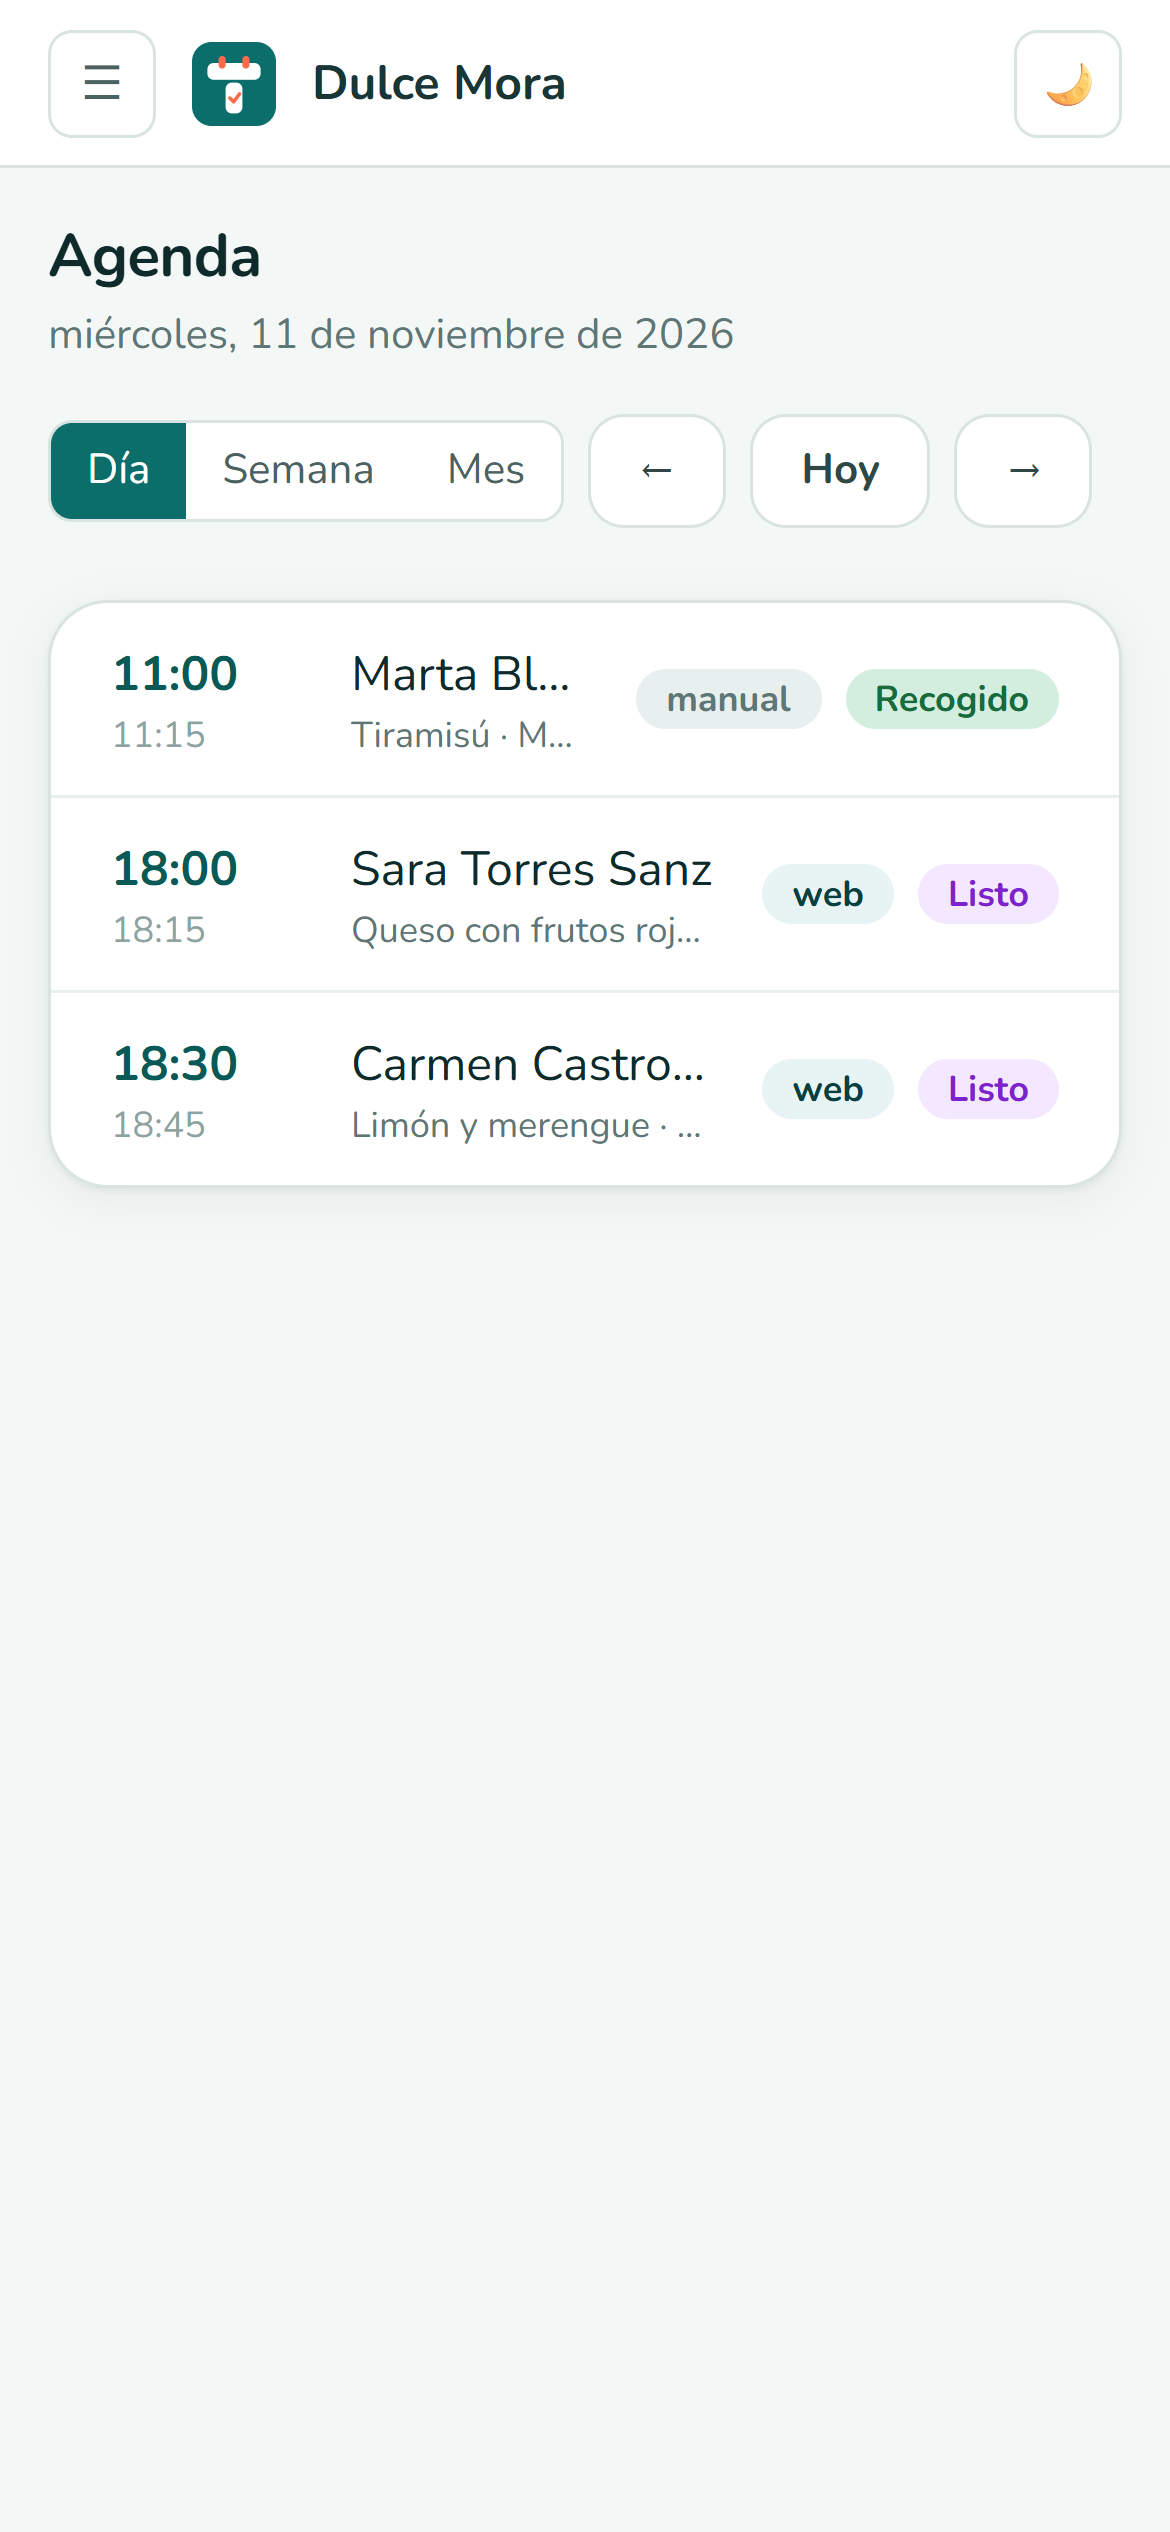 Dulce Mora
Agenda
miércoles, 11 de noviembre de 2026
Día Semana Mes ← Hoy →
11:00 Marta Bl... manual Recogido
11:15 Tiramisú · M...
18:00 Sara Torres Sanz web Listo
18:15 Queso con frutos roj...
18:30 Carmen Castro... web Listo
18:45 Limón y merengue · ...